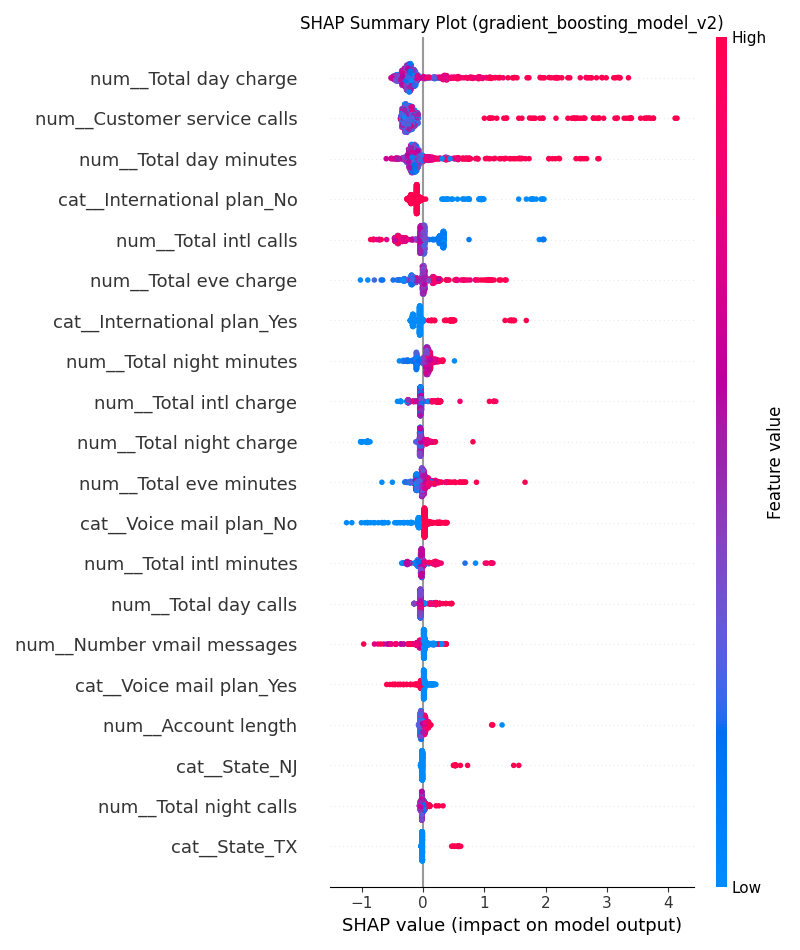 SHAP Summary Plot (gradient_boosting_model_v2)
High
num__Total day charge
num__Customer service calls
num__Total day minutes
cat__International plan_No
num__Total intl calls
num__Total eve charge
cat__International plan_Yes
num__Total night minutes
num__Total intl charge
num__Total night charge
num__Total eve minutes
cat__Voice mail plan_No
num__Total intl minutes
num__Total day calls
num__Number vmail messages
cat__Voice mail plan_Yes
num__Account length
cat__State_NJ
num__Total night calls
cat__State_TX
Feature value
Low
−1 0 1 2 3 4
SHAP value (impact on model output)